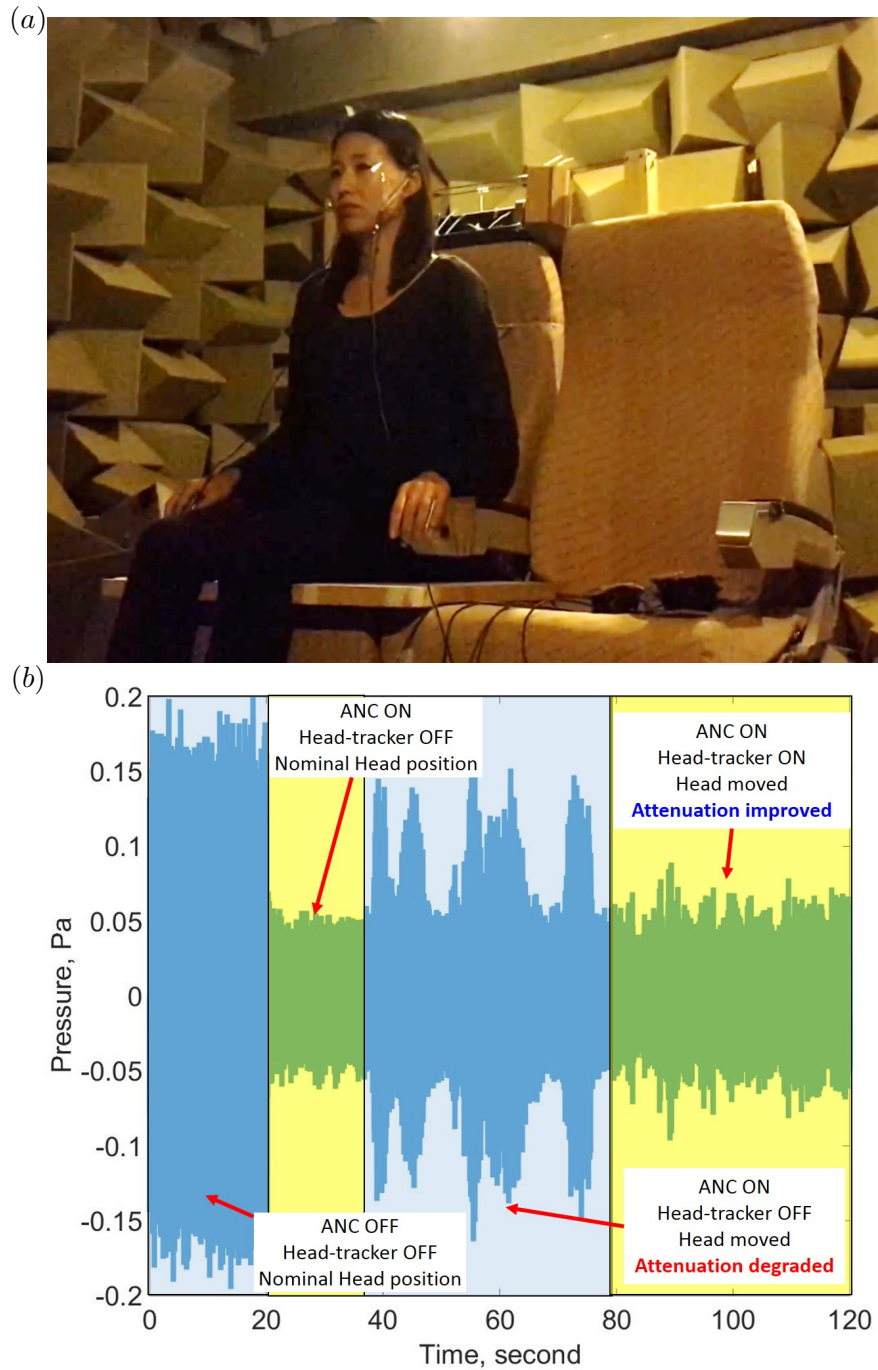 (a)
(b)
0.2
0.15
0.1
0.05
0
-0.05
-0.1
-0.15
-0.2
Pressure, Pa
ANC ON
Head-tracker OFF
Nominal Head position
ANC ON
Head-tracker ON
Head moved
Attenuation improved
ANC OFF
Head-tracker OFF
Nominal Head position
ANC ON
Head-tracker OFF
Head moved
Attenuation degraded
0 20 40 60 80 100 120
Time, second